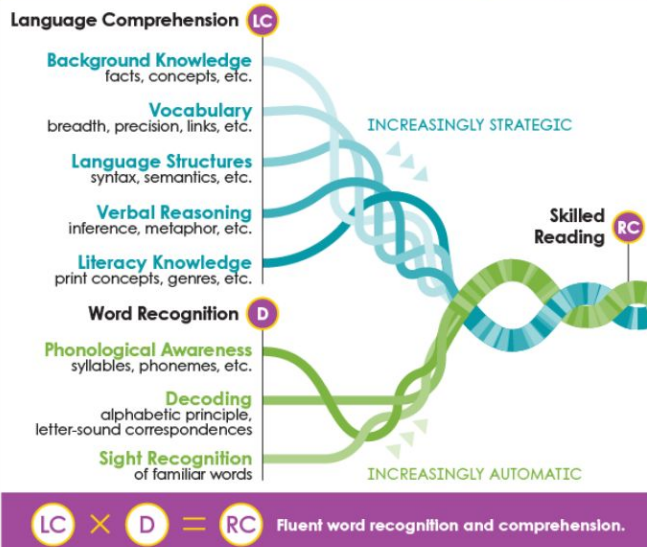 Language Comprehension LC
Background Knowledge
facts, concepts, etc.
Vocabulary
breadth, precision, links, etc.
INCREASINGLY STRATEGIC
Language Structures
syntax, semantics, etc.
Verbal Reasoning
inference, metaphor, etc.
Literacy Knowledge
print concepts, genres, etc.
Skilled
Reading
RC
Word Recognition D
Phonological Awareness
syllables, phonemes, etc.
Decoding
alphabetic principle,
letter-sound correspondences
Sight Recognition
of familiar words
INCREASINGLY AUTOMATIC
LC × D = RC Fluent word recognition and comprehension.